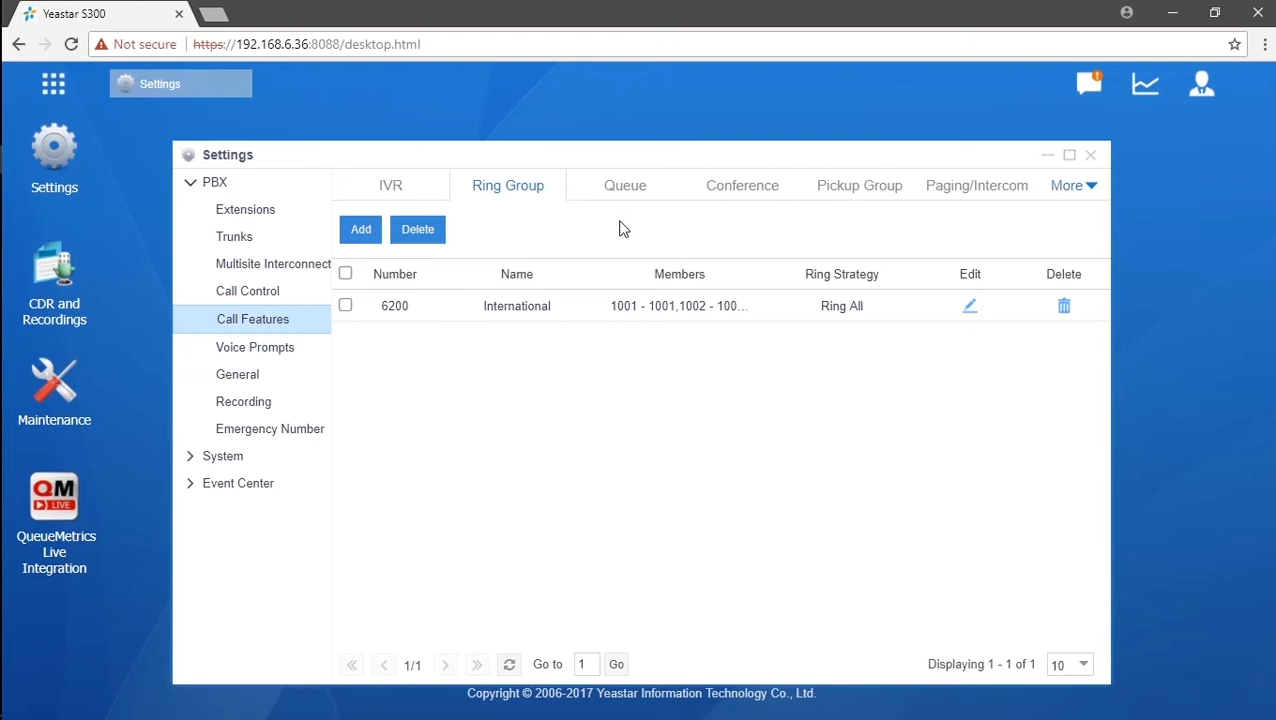 Yeastar S300
Not secure https://192.168.6.36:8088/desktop.html
Settings
Settings
CDR and
Recordings
Maintenance
QM
LIVE
QueueMetrics
Live
Integration
Settings
PBX
Extensions
Trunks
Multisite Interconnect
Call Control
Call Features
Voice Prompts
General
Recording
Emergency Number
System
Event Center
IVR Ring Group Queue Conference Pickup Group Paging/Intercom More
Add Delete
Number Name Members Ring Strategy Edit Delete
6200 International 1001 - 1001,1002 - 100... Ring All
1/1 Go to 1 Go Displaying 1 - 1 of 1 10
Copyright © 2006-2017 Yeastar Information Technology Co., Ltd.